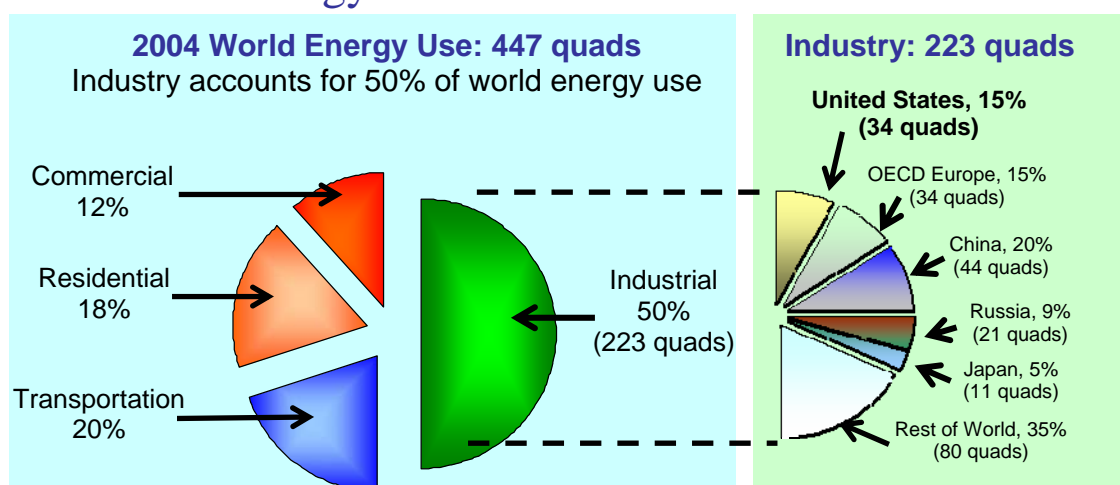 2004 World Energy Use: 447 quads
Industry accounts for 50% of world energy use
Commercial
12%
Residential
18%
Transportation
20%
Industrial
50%
(223 quads)
Industry: 223 quads
United States, 15%
(34 quads)
OECD Europe, 15%
(34 quads)
China, 20%
(44 quads)
Russia, 9%
(21 quads)
Japan, 5%
(11 quads)
Rest of World, 35%
(80 quads)